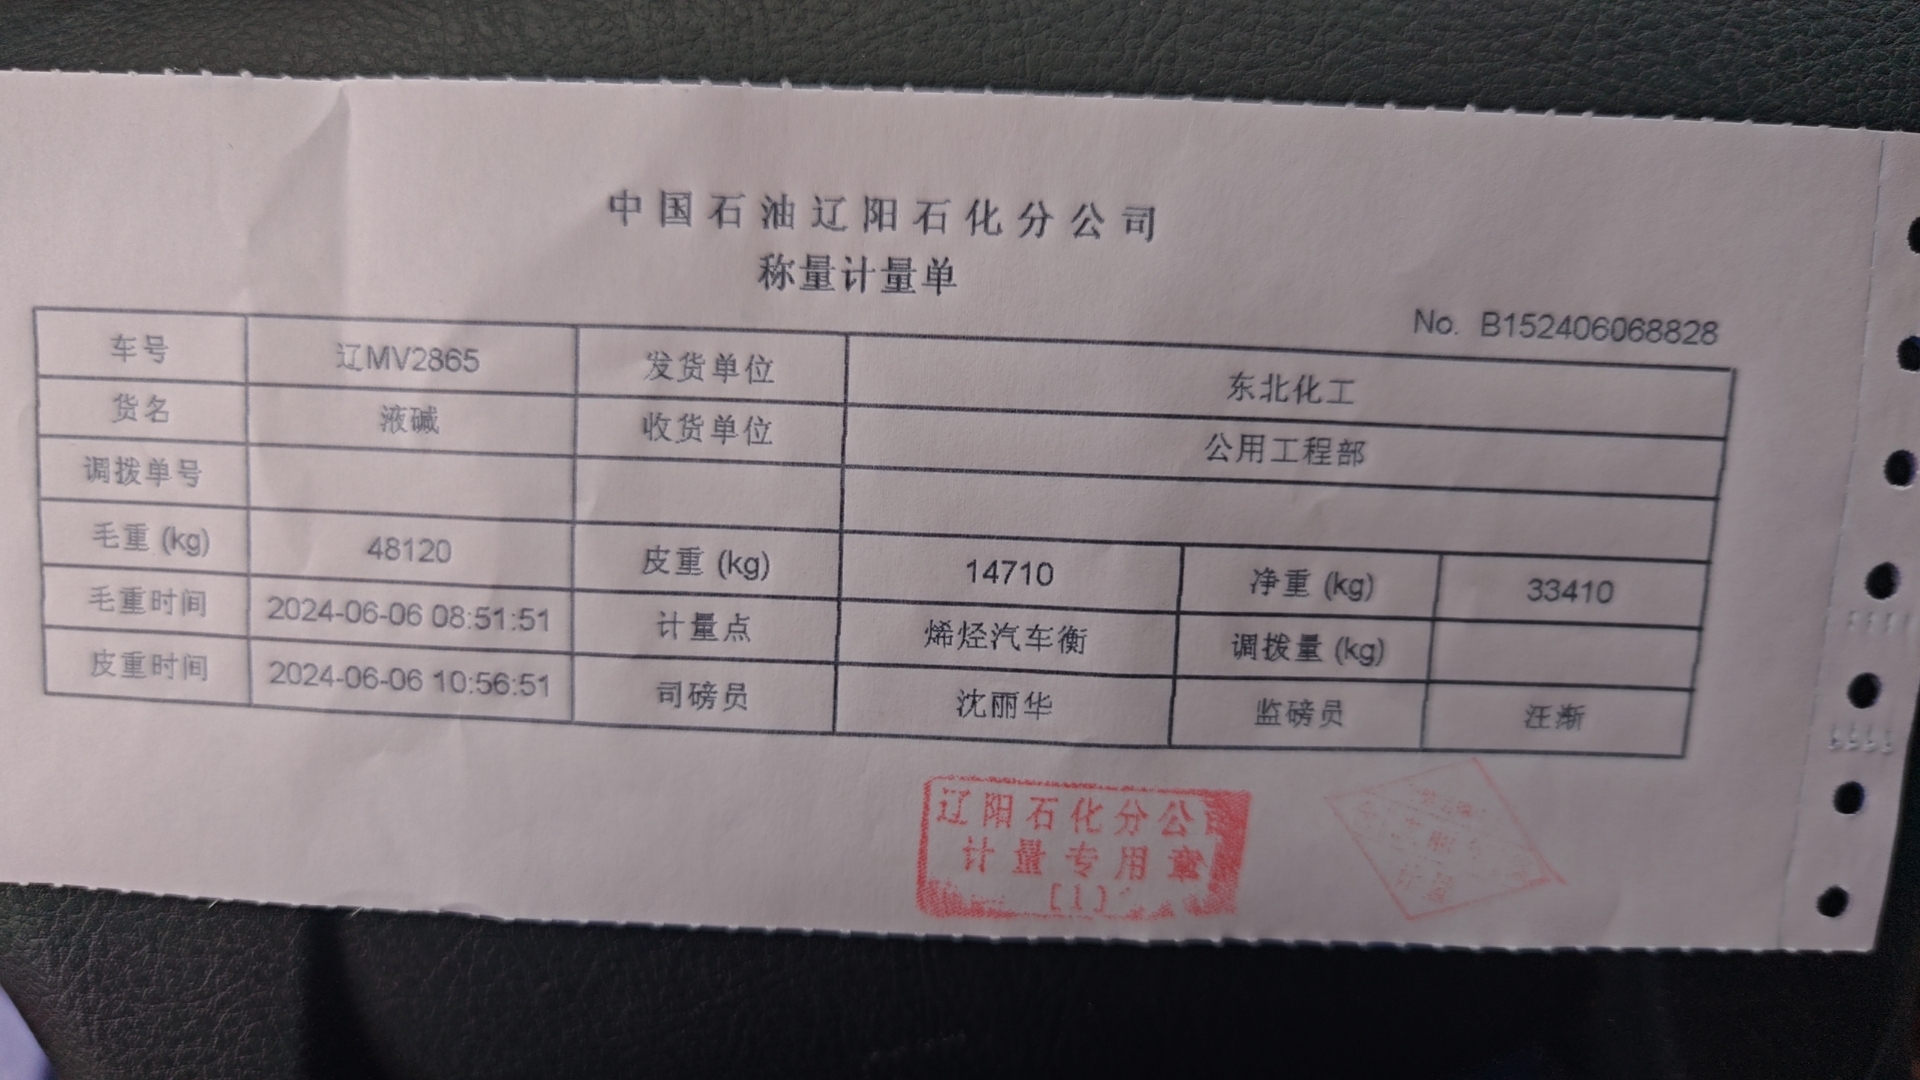 中国石油辽阳石化分公司
称量计量单
No. B152406068828
车号 辽MV2865 发货单位 东北化工
货名 液碱 收货单位 公用工程部
调拨单号
毛重 (kg) 48120 皮重 (kg) 14710 净重 (kg) 33410
毛重时间 2024-06-06 08:51:51 计量点 烯烃汽车衡 调拨量 (kg)
皮重时间 2024-06-06 10:56:51 司磅员 沈丽华 监磅员 汪渐
辽阳石化分公司
计量专用章
(1)